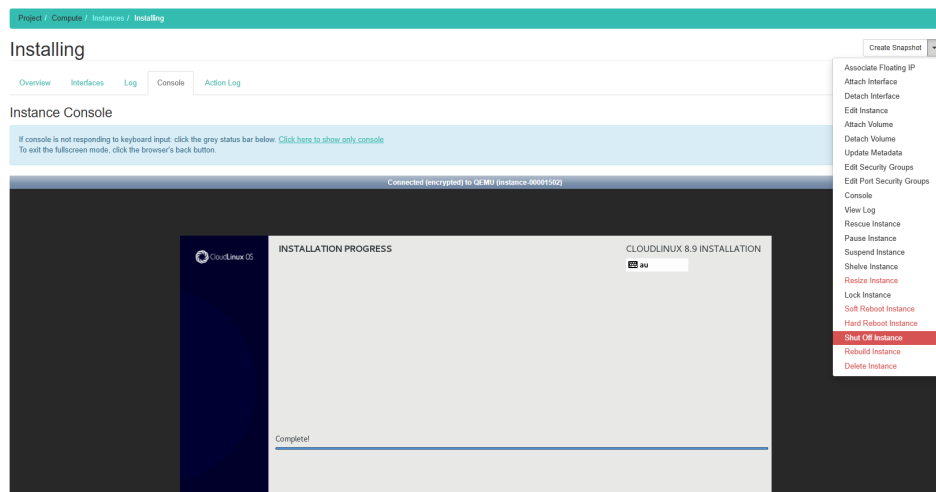 Project / Compute / Instances / Installing
Installing
Create Snapshot
Overview Interfaces Log Console Action Log
Instance Console
If console is not responding to keyboard input: click the grey status bar below. Click here to show only console
To exit the fullscreen mode, click the browser's back button.
Connected (encrypted) to QEMU (instance-00001502)
CloudLinux OS
INSTALLATION PROGRESS
CLOUDLINUX 8.9 INSTALLATION
au
Complete!
Associate Floating IP
Attach Interface
Detach Interface
Edit Instance
Attach Volume
Detach Volume
Update Metadata
Edit Security Groups
Edit Port Security Groups
Console
View Log
Rescue Instance
Pause Instance
Suspend Instance
Shelve Instance
Resize Instance
Lock Instance
Soft Reboot Instance
Hard Reboot Instance
Shut Off Instance
Rebuild Instance
Delete Instance